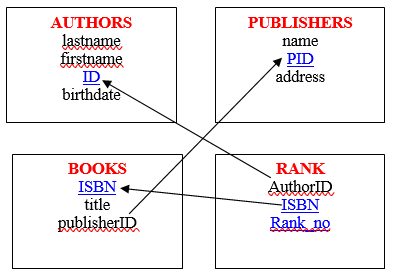 AUTHORS
lastname
firstname
ID
birthdate
PUBLISHERS
name
PID
address
BOOKS
ISBN
title
publisherID
RANK
AuthorID
ISBN
Rank_no